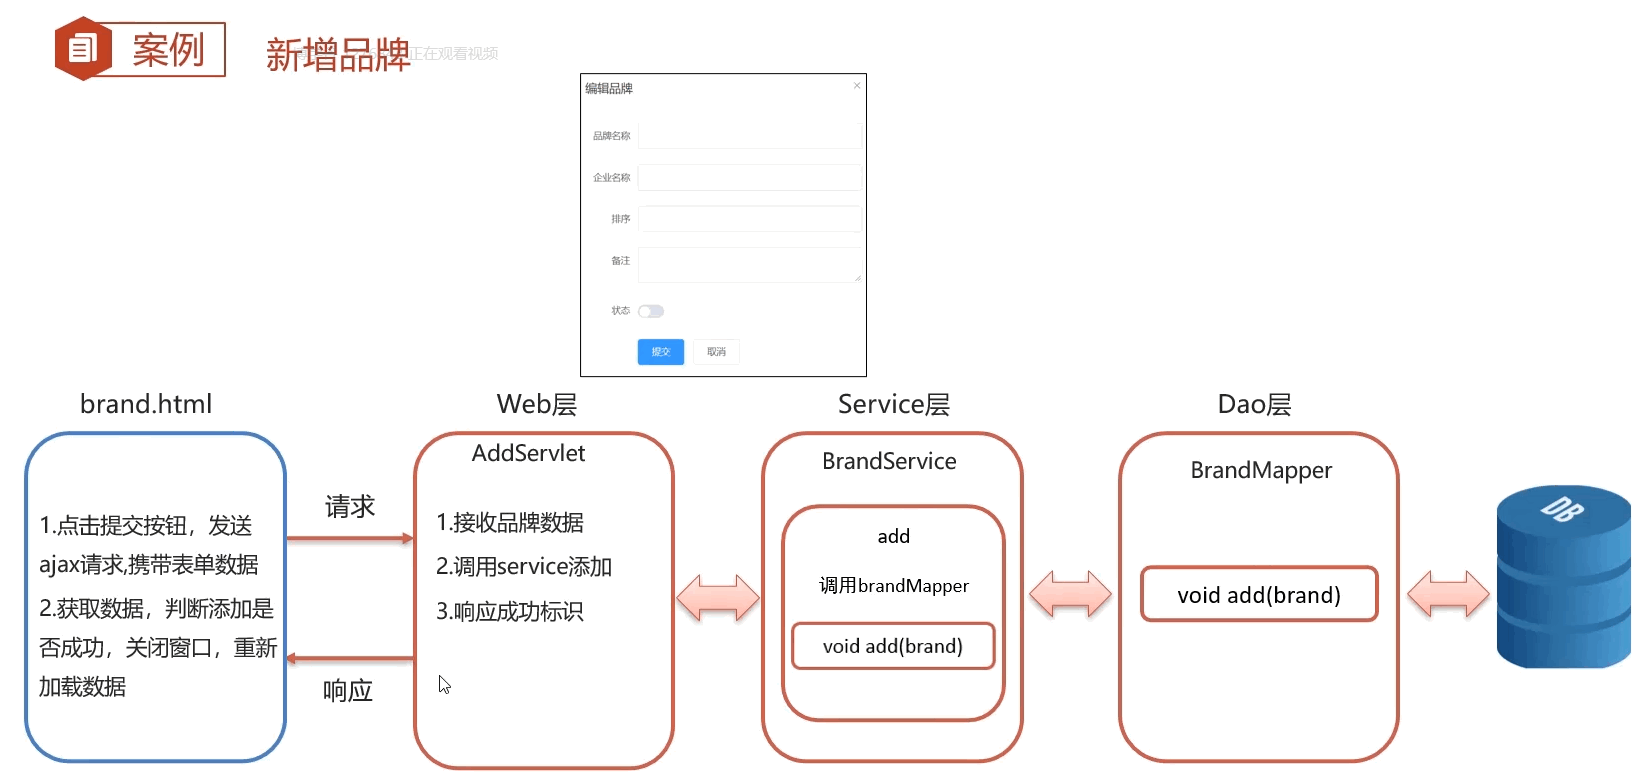 案例
新增品牌
正在观看视频
编辑品牌
×
品牌名称
企业名称
排序
备注
状态
提交
取消
brand.html
1.点击提交按钮，发送
ajax请求,携带表单数据
2.获取数据，判断添加是
否成功，关闭窗口，重新
加载数据
请求
响应
Web层
AddServlet
1.接收品牌数据
2.调用service添加
3.响应成功标识
Service层
BrandService
add
调用brandMapper
void add(brand)
Dao层
BrandMapper
void add(brand)
DB